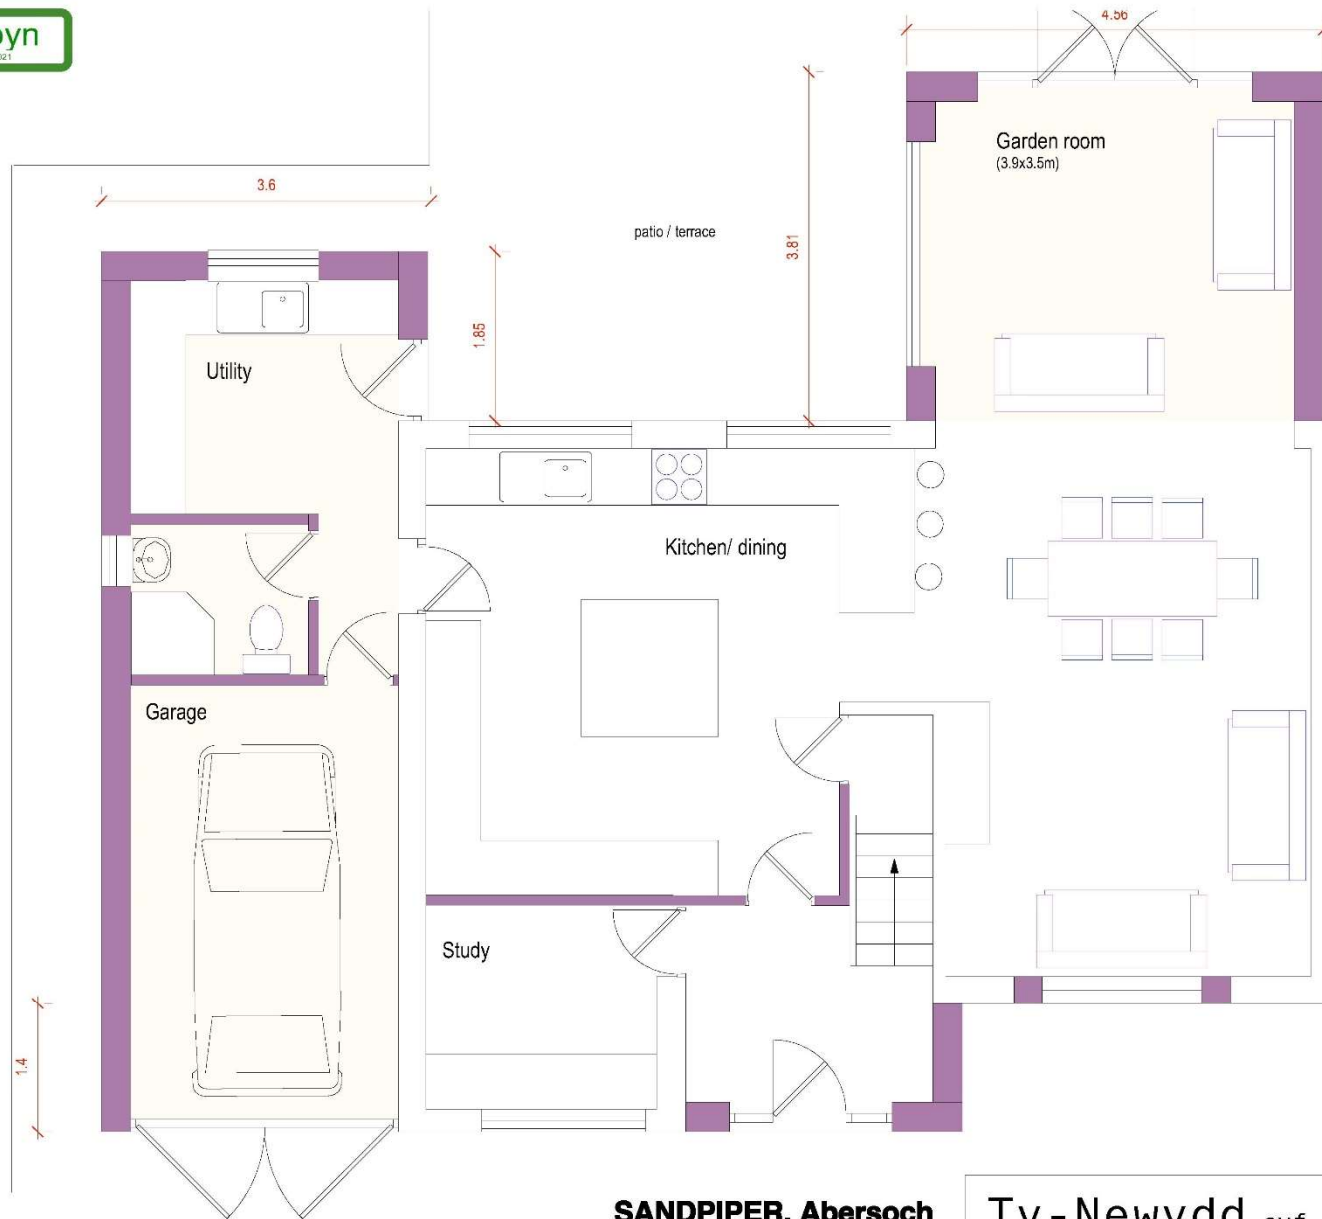 4.56
Garden room
(3.9x3.5m)
3.6
patio / terrace
3.81
1.85
Utility
Kitchen/ dining
Garage
Study
1.4
SANDPIPER, Abersoch
Ty-Newydd